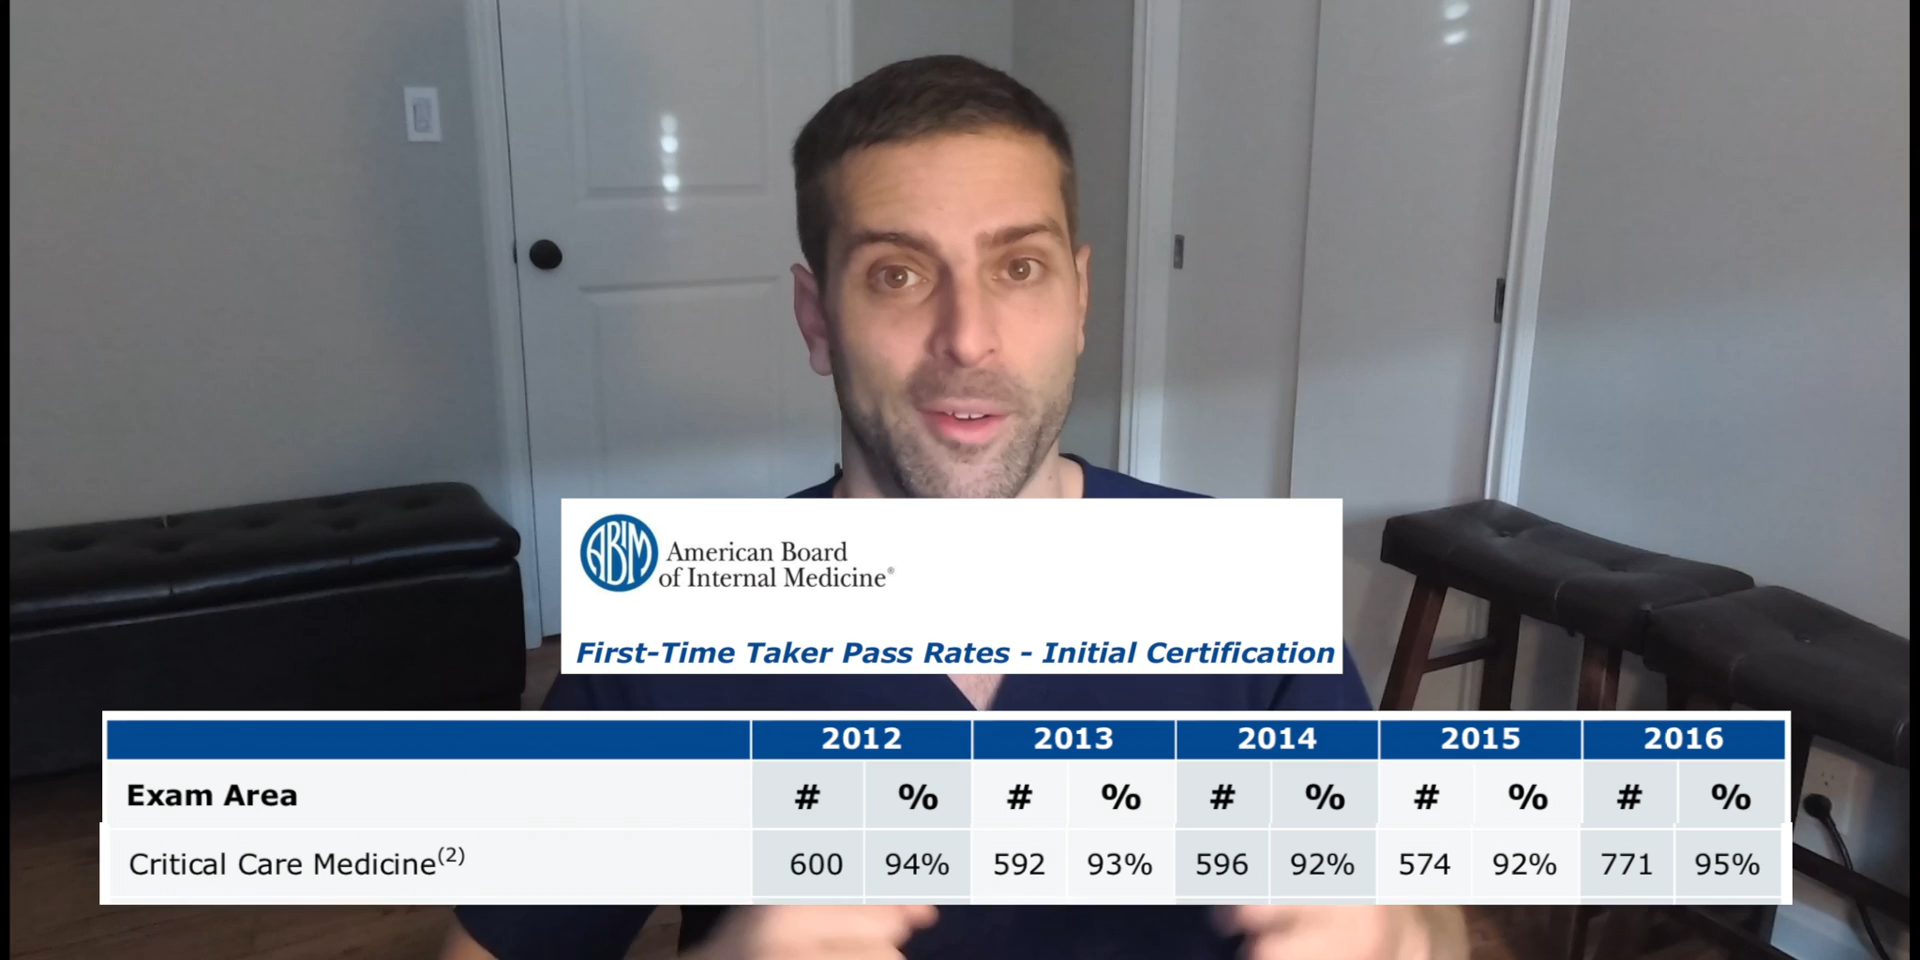 ABIM
American Board
of Internal Medicine®
First-Time Taker Pass Rates - Initial Certification
2012 2013 2014 2015 2016
Exam Area # % # % # % # % # %
Critical Care Medicine(2) 600 94% 592 93% 596 92% 574 92% 771 95%